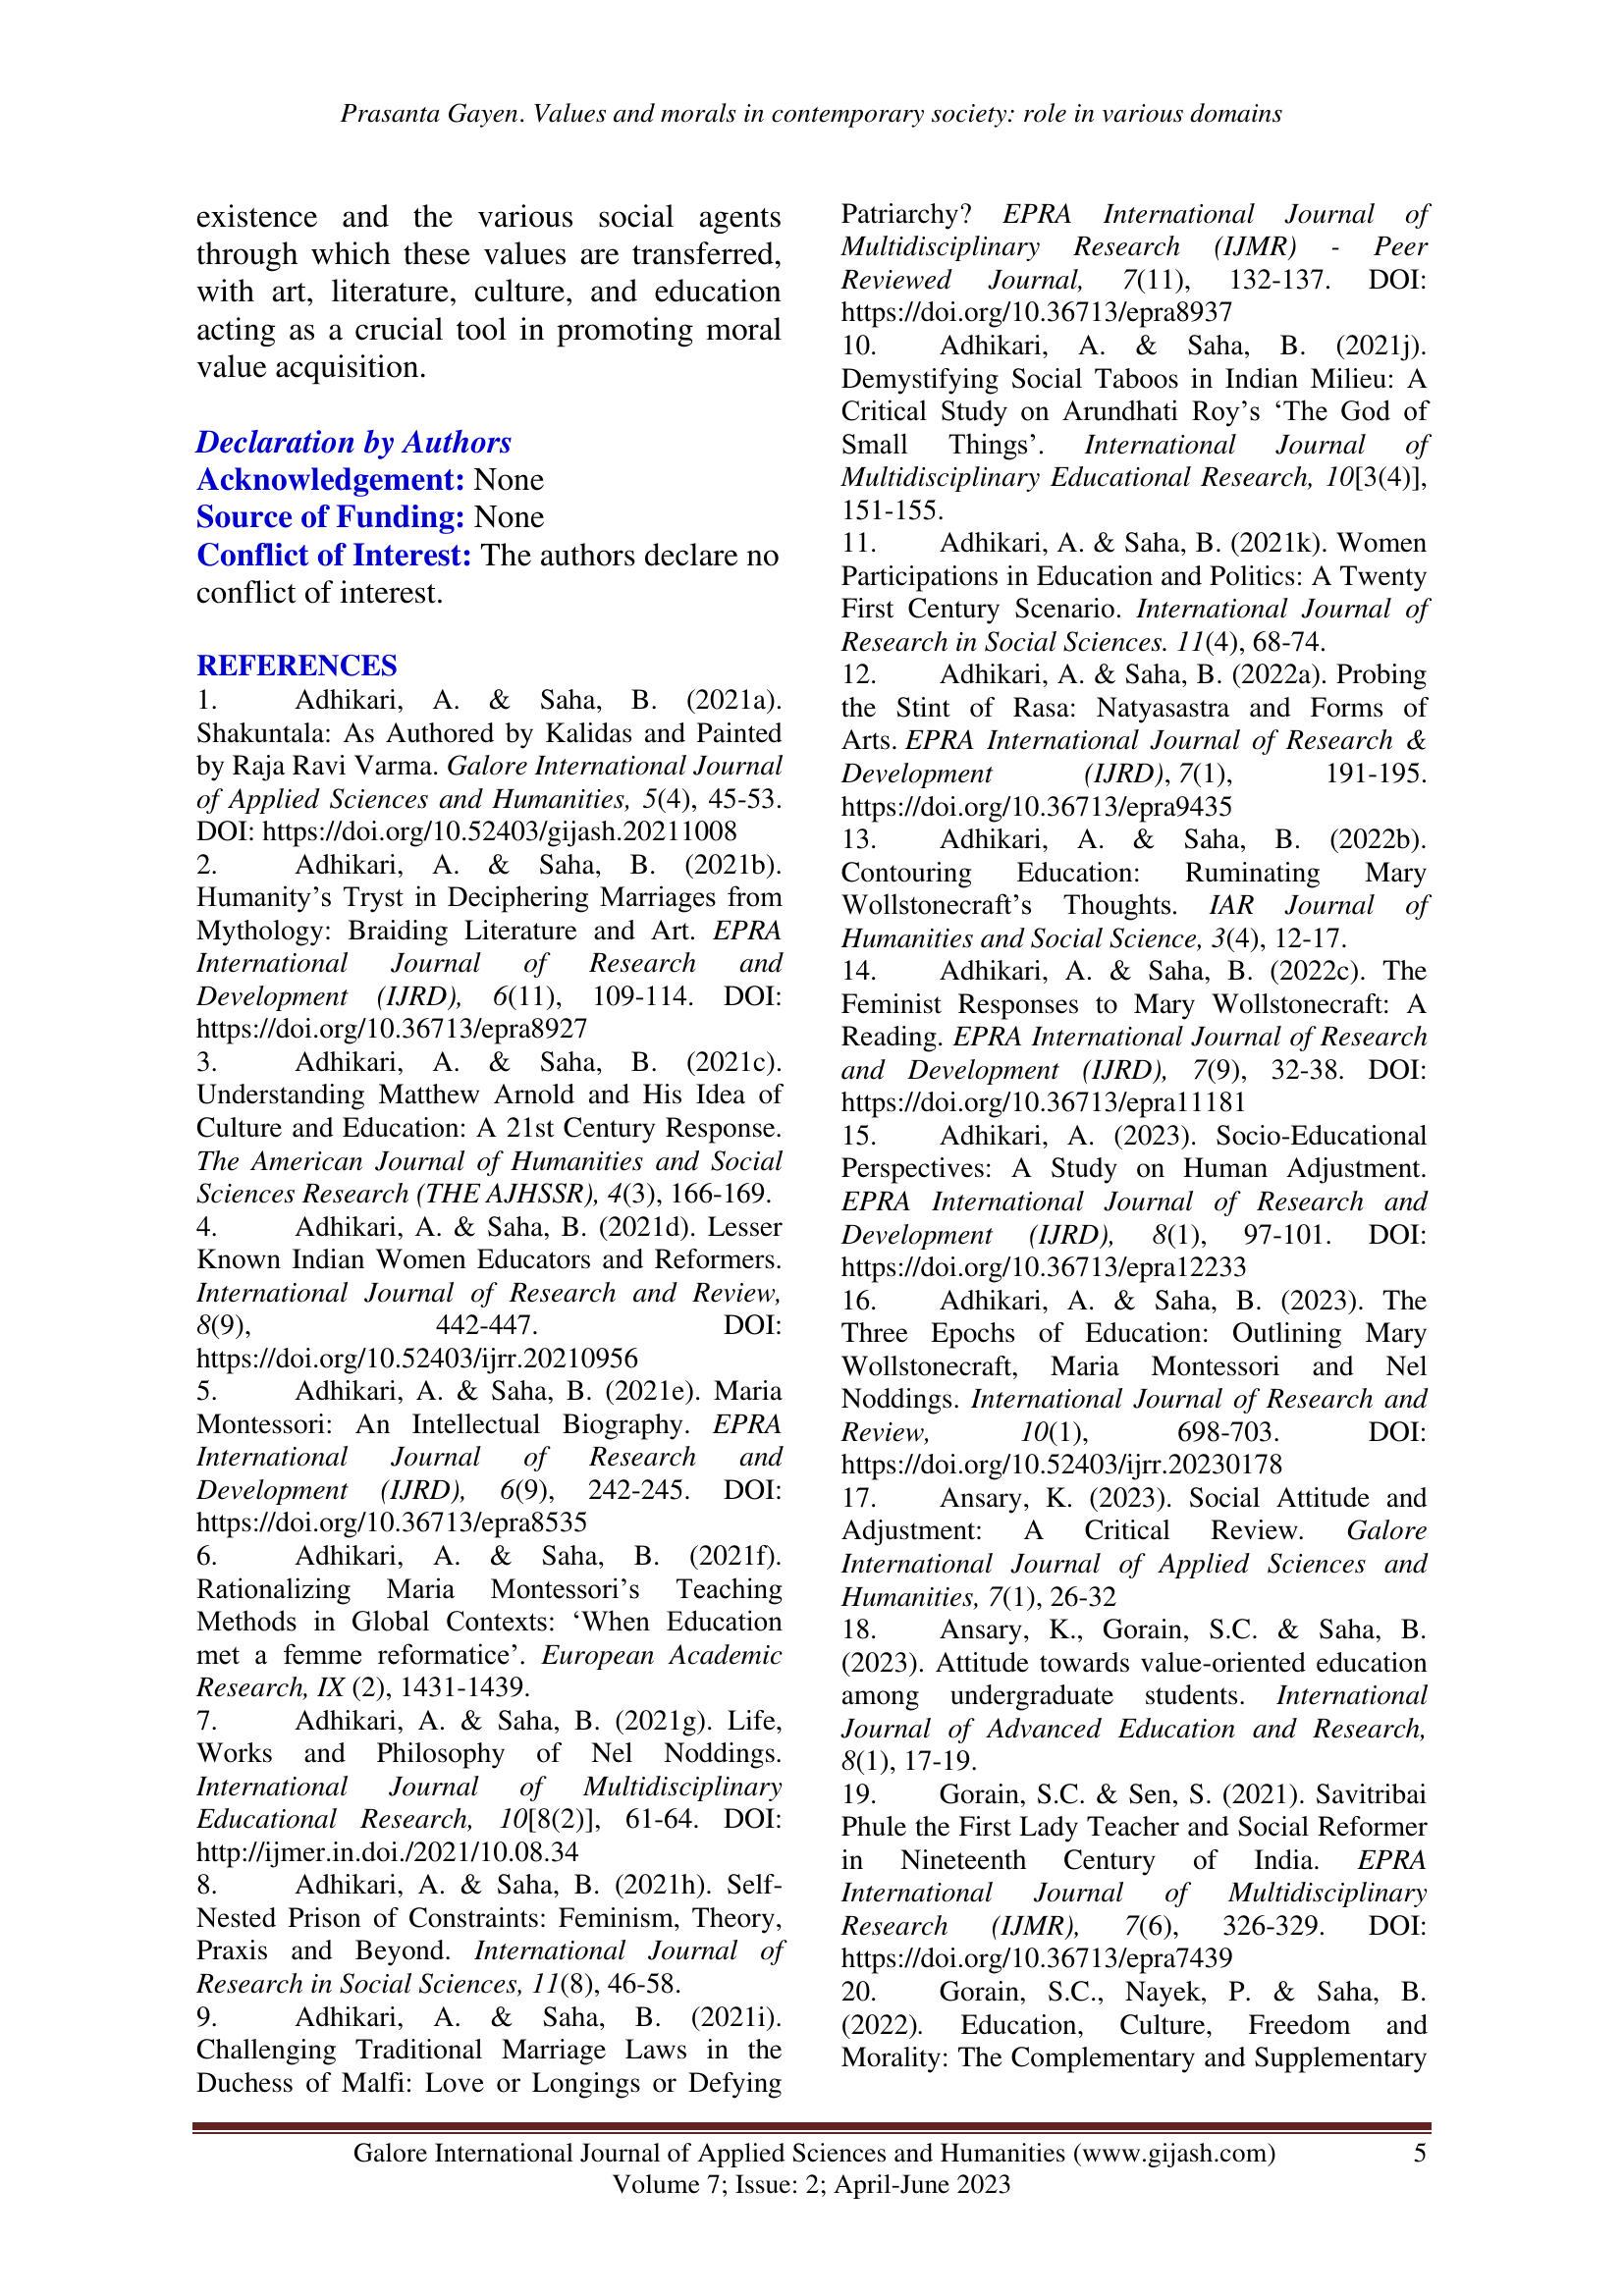 Prasanta Gayen. Values and morals in contemporary society: role in various domains
existence and the various social agents
through which these values are transferred,
with art, literature, culture, and education
acting as a crucial tool in promoting moral
value acquisition.
Declaration by Authors
Acknowledgement: None
Source of Funding: None
Conflict of Interest: The authors declare no
conflict of interest.
REFERENCES
1. Adhikari, A. & Saha, B. (2021a).
Shakuntala: As Authored by Kalidas and Painted
by Raja Ravi Varma. Galore International Journal
of Applied Sciences and Humanities, 5(4), 45-53.
DOI: https://doi.org/10.52403/gijash.20211008
2. Adhikari, A. & Saha, B. (2021b).
Humanity’s Tryst in Deciphering Marriages from
Mythology: Braiding Literature and Art. EPRA
International Journal of Research and
Development (IJRD), 6(11), 109-114. DOI:
https://doi.org/10.36713/epra8927
3. Adhikari, A. & Saha, B. (2021c).
Understanding Matthew Arnold and His Idea of
Culture and Education: A 21st Century Response.
The American Journal of Humanities and Social
Sciences Research (THE AJHSSR), 4(3), 166-169.
4. Adhikari, A. & Saha, B. (2021d). Lesser
Known Indian Women Educators and Reformers.
International Journal of Research and Review,
8(9), 442-447. DOI:
https://doi.org/10.52403/ijrr.20210956
5. Adhikari, A. & Saha, B. (2021e). Maria
Montessori: An Intellectual Biography. EPRA
International Journal of Research and
Development (IJRD), 6(9), 242-245. DOI:
https://doi.org/10.36713/epra8535
6. Adhikari, A. & Saha, B. (2021f).
Rationalizing Maria Montessori’s Teaching
Methods in Global Contexts: ‘When Education
met a femme reformatice’. European Academic
Research, IX (2), 1431-1439.
7. Adhikari, A. & Saha, B. (2021g). Life,
Works and Philosophy of Nel Noddings.
International Journal of Multidisciplinary
Educational Research, 10[8(2)], 61-64. DOI:
http://ijmer.in.doi./2021/10.08.34
8. Adhikari, A. & Saha, B. (2021h). Self-
Nested Prison of Constraints: Feminism, Theory,
Praxis and Beyond. International Journal of
Research in Social Sciences, 11(8), 46-58.
9. Adhikari, A. & Saha, B. (2021i).
Challenging Traditional Marriage Laws in the
Duchess of Malfi: Love or Longings or Defying
Patriarchy? EPRA International Journal of
Multidisciplinary Research (IJMR) - Peer
Reviewed Journal, 7(11), 132-137. DOI:
https://doi.org/10.36713/epra8937
10. Adhikari, A. & Saha, B. (2021j).
Demystifying Social Taboos in Indian Milieu: A
Critical Study on Arundhati Roy’s ‘The God of
Small Things’. International Journal of
Multidisciplinary Educational Research, 10[3(4)],
151-155.
11. Adhikari, A. & Saha, B. (2021k). Women
Participations in Education and Politics: A Twenty
First Century Scenario. International Journal of
Research in Social Sciences. 11(4), 68-74.
12. Adhikari, A. & Saha, B. (2022a). Probing
the Stint of Rasa: Natyasastra and Forms of
Arts. EPRA International Journal of Research &
Development (IJRD), 7(1), 191-195.
https://doi.org/10.36713/epra9435
13. Adhikari, A. & Saha, B. (2022b).
Contouring Education: Ruminating Mary
Wollstonecraft’s Thoughts. IAR Journal of
Humanities and Social Science, 3(4), 12-17.
14. Adhikari, A. & Saha, B. (2022c). The
Feminist Responses to Mary Wollstonecraft: A
Reading. EPRA International Journal of Research
and Development (IJRD), 7(9), 32-38. DOI:
https://doi.org/10.36713/epra11181
15. Adhikari, A. (2023). Socio-Educational
Perspectives: A Study on Human Adjustment.
EPRA International Journal of Research and
Development (IJRD), 8(1), 97-101. DOI:
https://doi.org/10.36713/epra12233
16. Adhikari, A. & Saha, B. (2023). The
Three Epochs of Education: Outlining Mary
Wollstonecraft, Maria Montessori and Nel
Noddings. International Journal of Research and
Review, 10(1), 698-703. DOI:
https://doi.org/10.52403/ijrr.20230178
17. Ansary, K. (2023). Social Attitude and
Adjustment: A Critical Review. Galore
International Journal of Applied Sciences and
Humanities, 7(1), 26-32
18. Ansary, K., Gorain, S.C. & Saha, B.
(2023). Attitude towards value-oriented education
among undergraduate students. International
Journal of Advanced Education and Research,
8(1), 17-19.
19. Gorain, S.C. & Sen, S. (2021). Savitribai
Phule the First Lady Teacher and Social Reformer
in Nineteenth Century of India. EPRA
International Journal of Multidisciplinary
Research (IJMR), 7(6), 326-329. DOI:
https://doi.org/10.36713/epra7439
20. Gorain, S.C., Nayek, P. & Saha, B.
(2022). Education, Culture, Freedom and
Morality: The Complementary and Supplementary
Galore International Journal of Applied Sciences and Humanities (www.gijash.com) 5
Volume 7; Issue: 2; April-June 2023